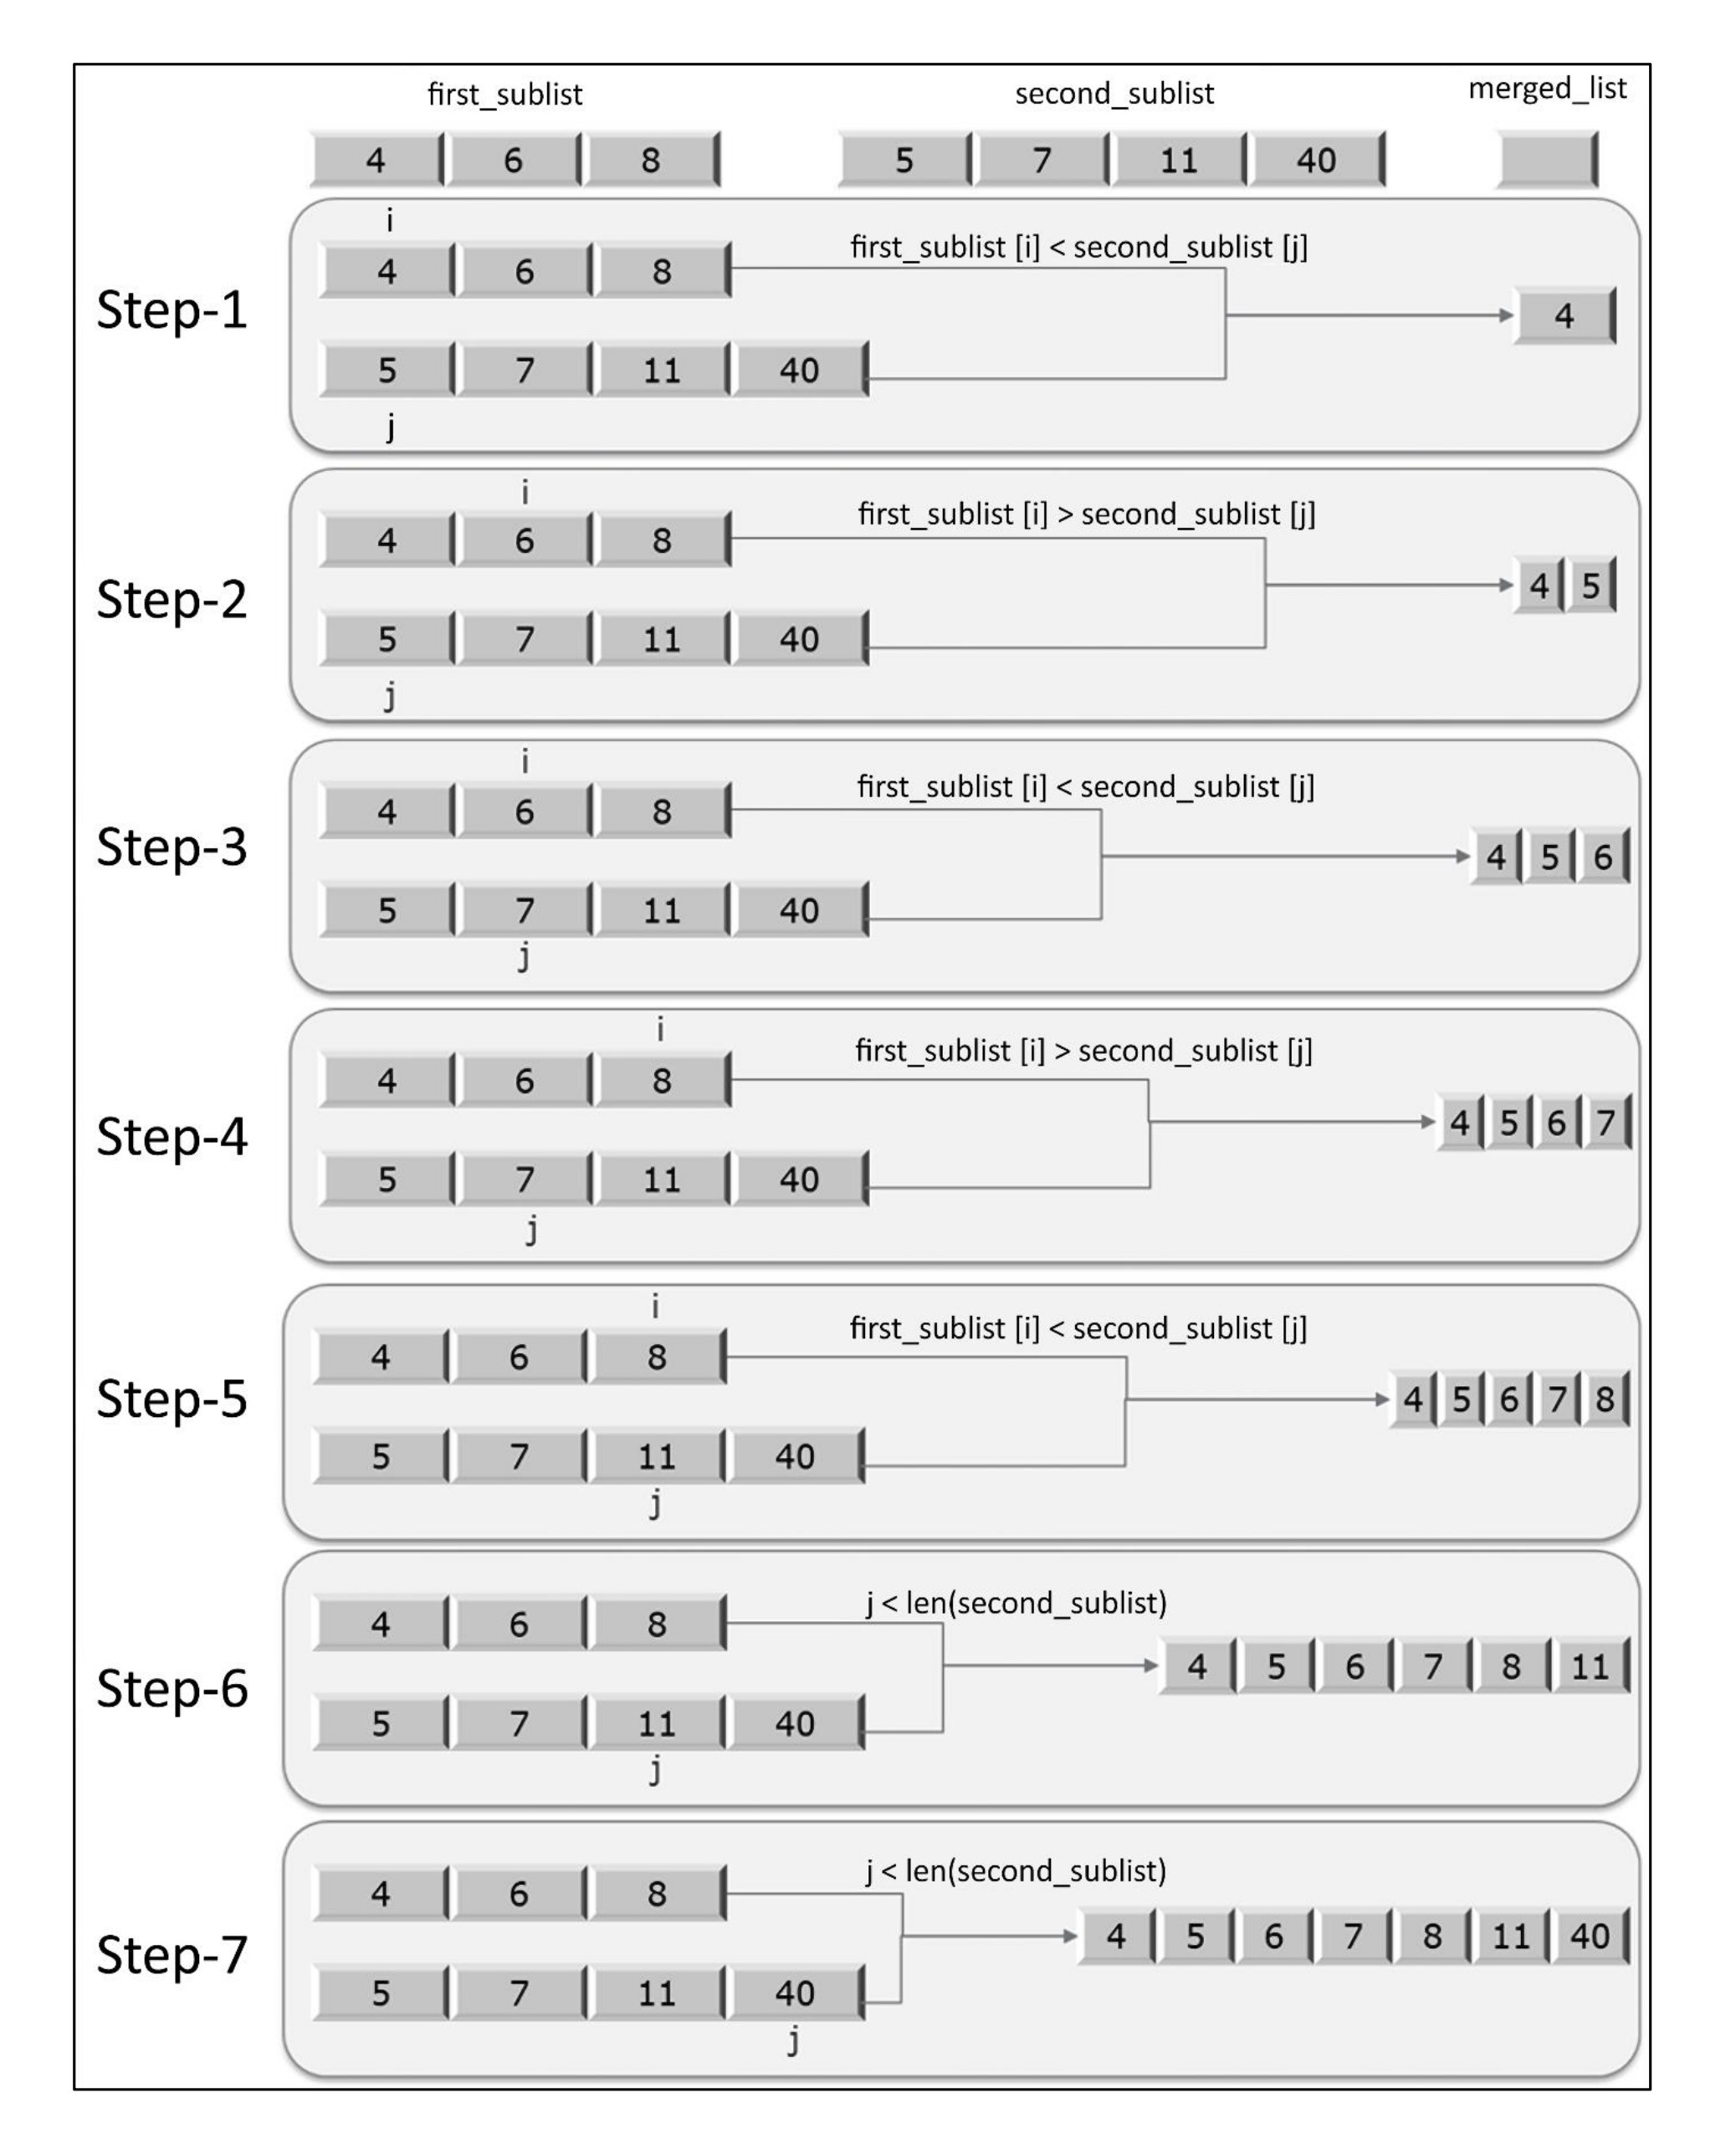 first_sublist second_sublist merged_list
4 6 8 5 7 11 40
Step-1
i
4 6 8 first_sublist [i] < second_sublist [j]
4
5 7 11 40
j
Step-2
i
4 6 8 first_sublist [i] > second_sublist [j]
4 5
5 7 11 40
j
Step-3
i
4 6 8 first_sublist [i] < second_sublist [j]
4 5 6
5 7 11 40
j
Step-4
i
4 6 8 first_sublist [i] > second_sublist [j]
4 5 6 7
5 7 11 40
j
Step-5
i
4 6 8 first_sublist [i] < second_sublist [j]
4 5 6 7 8
5 7 11 40
j
Step-6
4 6 8 j < len(second_sublist)
4 5 6 7 8 11
5 7 11 40
j
Step-7
4 6 8 j < len(second_sublist)
4 5 6 7 8 11 40
5 7 11 40
j